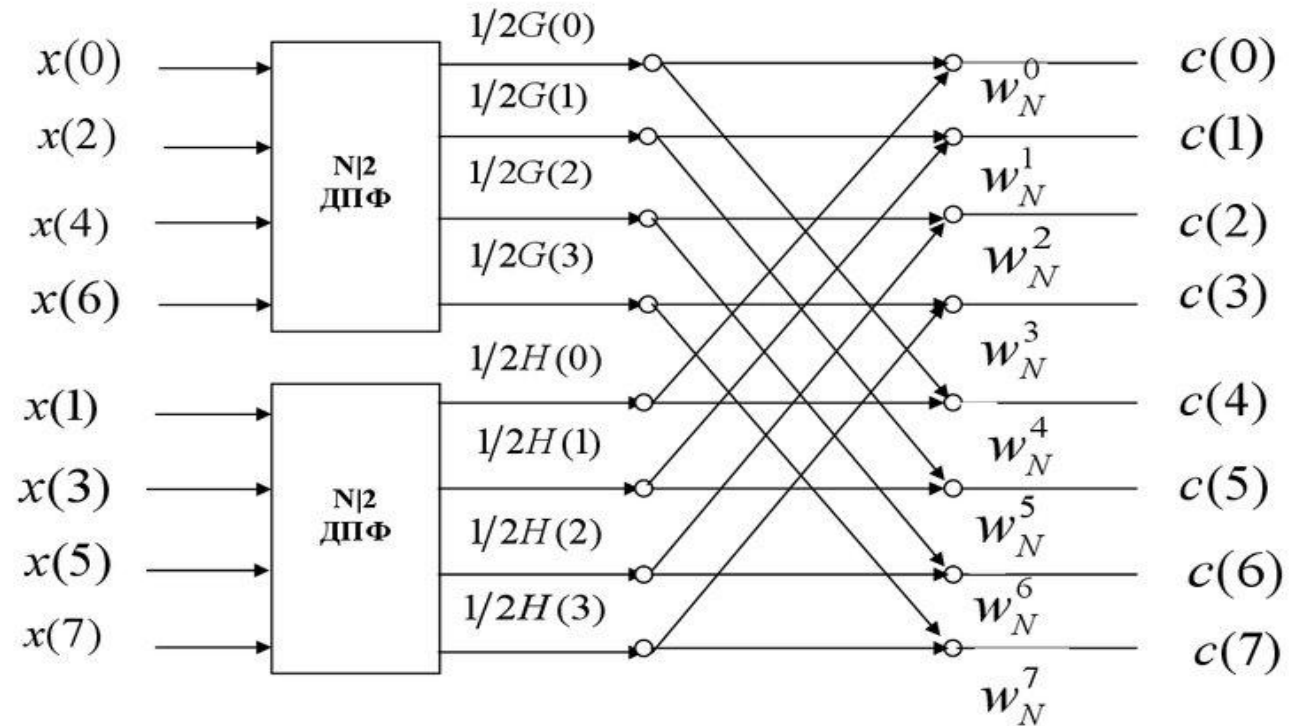 x(0)
x(2)
x(4)
x(6)
x(1)
x(3)
x(5)
x(7)
N|2
ДПФ
N|2
ДПФ
1/2G(0)
1/2G(1)
1/2G(2)
1/2G(3)
1/2H(0)
1/2H(1)
1/2H(2)
1/2H(3)
w_N^0
w_N^1
w_N^2
w_N^3
w_N^4
w_N^5
w_N^6
w_N^7
c(0)
c(1)
c(2)
c(3)
c(4)
c(5)
c(6)
c(7)